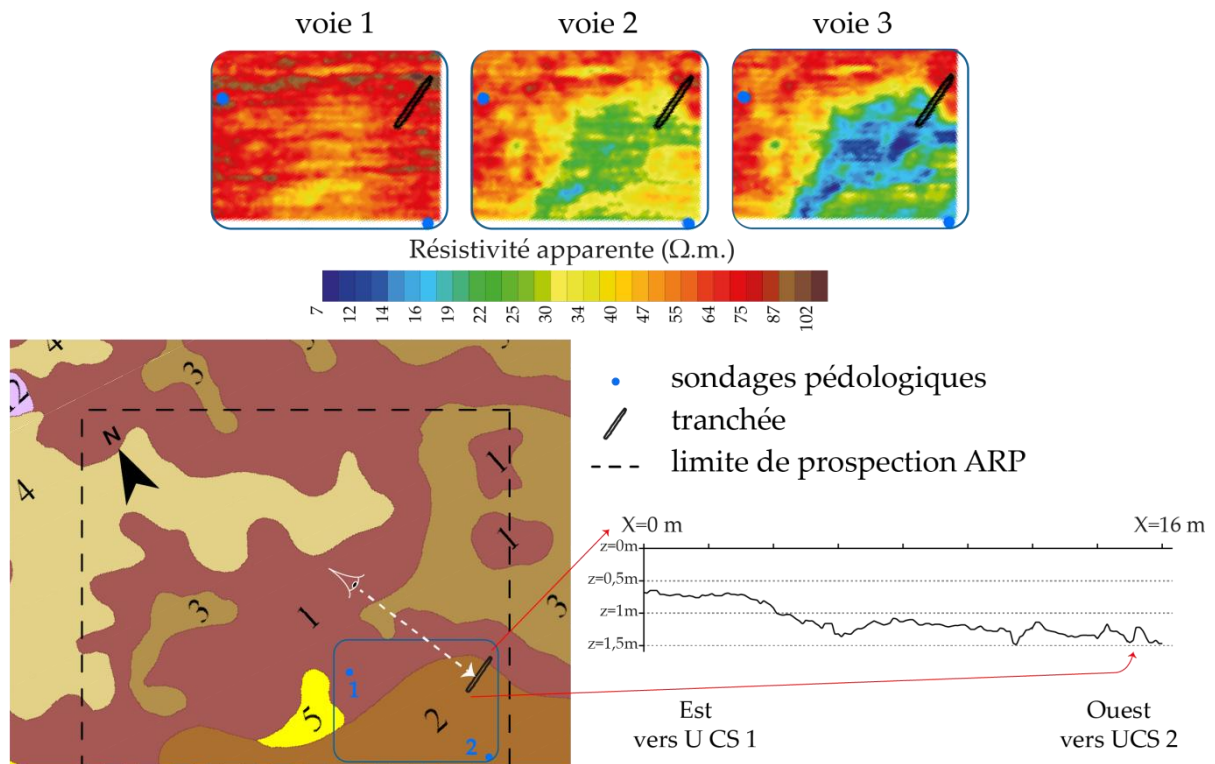 voie 1 voie 2 voie 3
Résistivité apparente (Ω.m.)
7 12 14 16 19 22 25 30 34 40 47 55 64 75 87 102
4 3 3
12
N
1
4
1
3 1 3
1
5 2
2
sondages pédologiques
tranchée
limite de prospection ARP
X=0 m X=16 m
z=0m
z=0,5m
z=1m
z=1,5m
Est Ouest
vers U CS 1 vers UCS 2